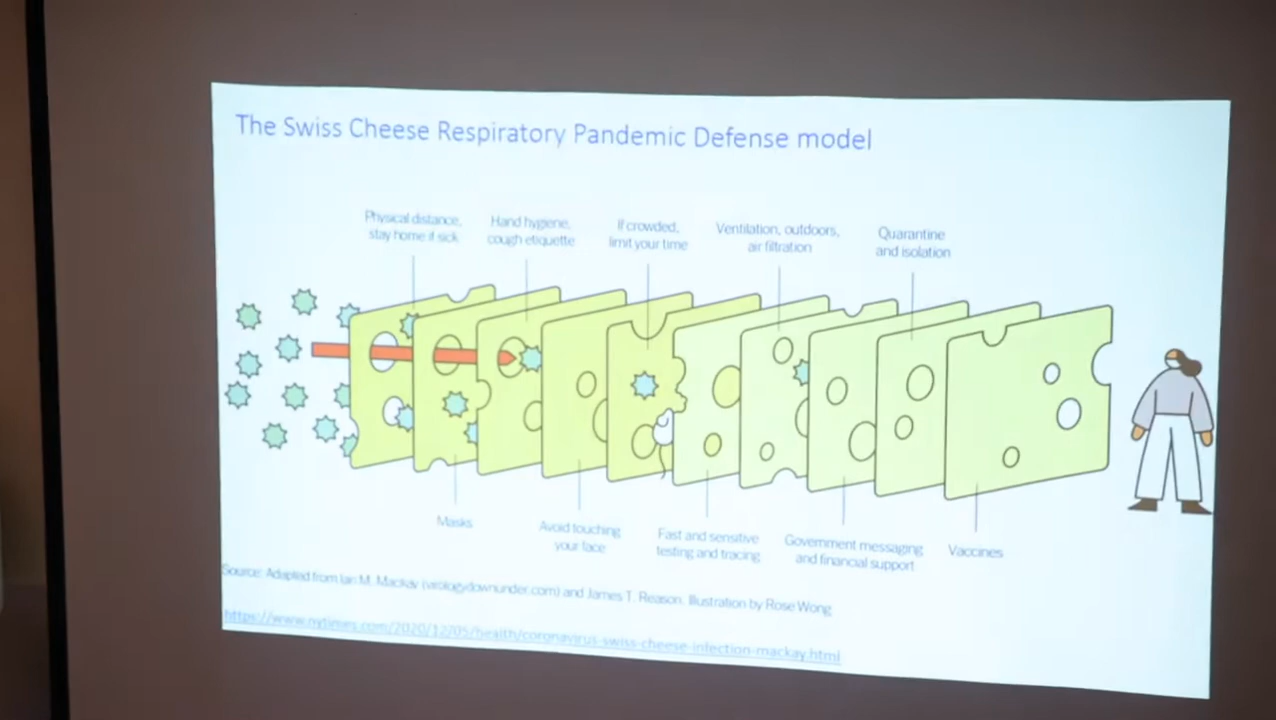 The Swiss Cheese Respiratory Pandemic Defense model
Physical distance,
stay home if sick
Hand hygiene,
cough etiquette
If crowded,
limit your time
Ventilation, outdoors,
air filtration
Quarantine
and isolation
Masks
Avoid touching
your face
Fast and sensitive
testing and tracing
Government messaging
and financial support
Vaccines
Source: Adapted from Ian M. Mackay (virologydownunder.com) and James T. Reason. Illustration by Rose Wong
https://www.nytimes.com/2020/12/05/health/coronavirus-swiss-cheese-infection-mackay.html